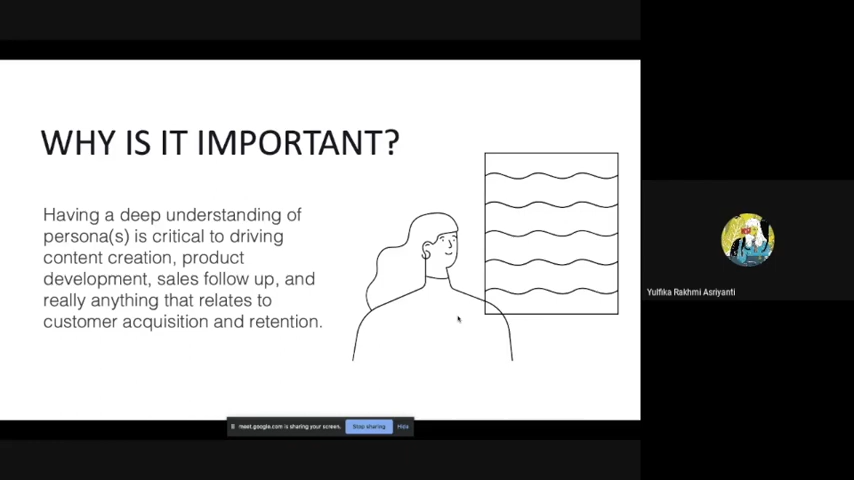 WHY IS IT IMPORTANT?
Having a deep understanding of
persona(s) is critical to driving
content creation, product
development, sales follow up, and
really anything that relates to
customer acquisition and retention.
Yulfika Rakhmi Asriyanti
meet.google.com is sharing your screen.
Stop sharing
Hide